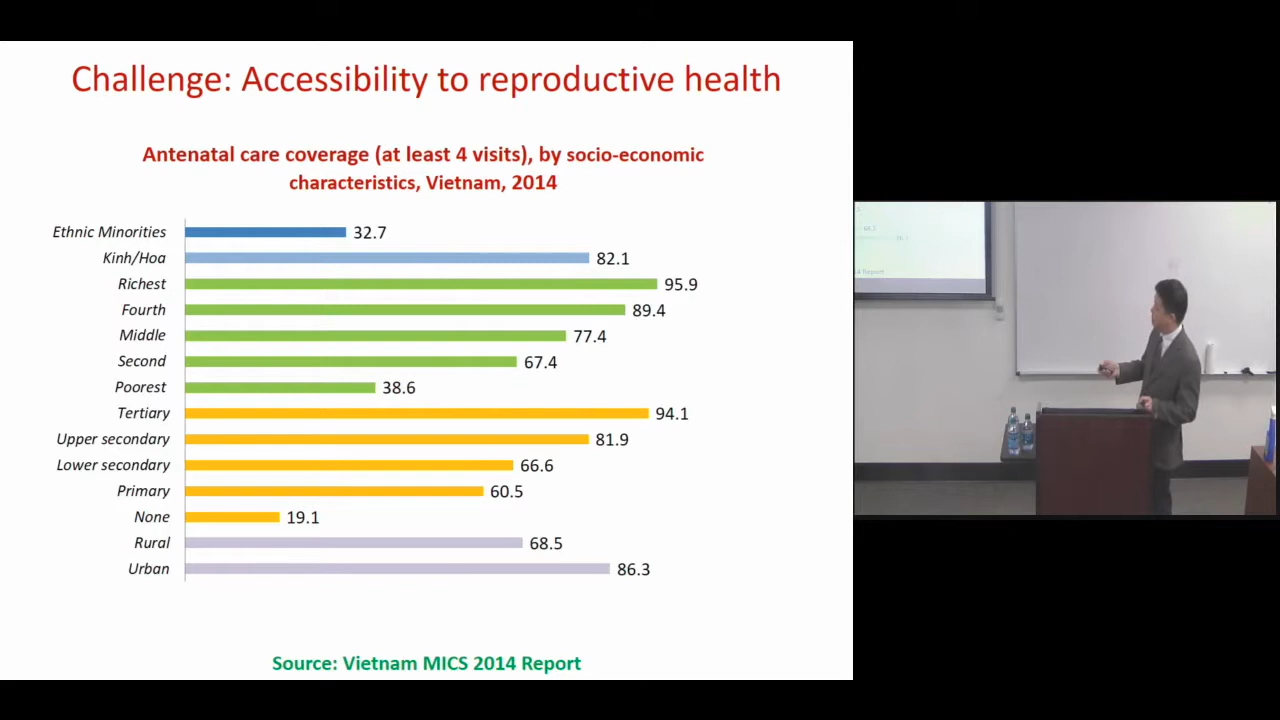 Challenge: Accessibility to reproductive health
Antenatal care coverage (at least 4 visits), by socio-economic
characteristics, Vietnam, 2014
Ethnic Minorities 32.7
Kinh/Hoa 82.1
Richest 95.9
Fourth 89.4
Middle 77.4
Second 67.4
Poorest 38.6
Tertiary 94.1
Upper secondary 81.9
Lower secondary 66.6
Primary 60.5
None 19.1
Rural 68.5
Urban 86.3
Source: Vietnam MICS 2014 Report